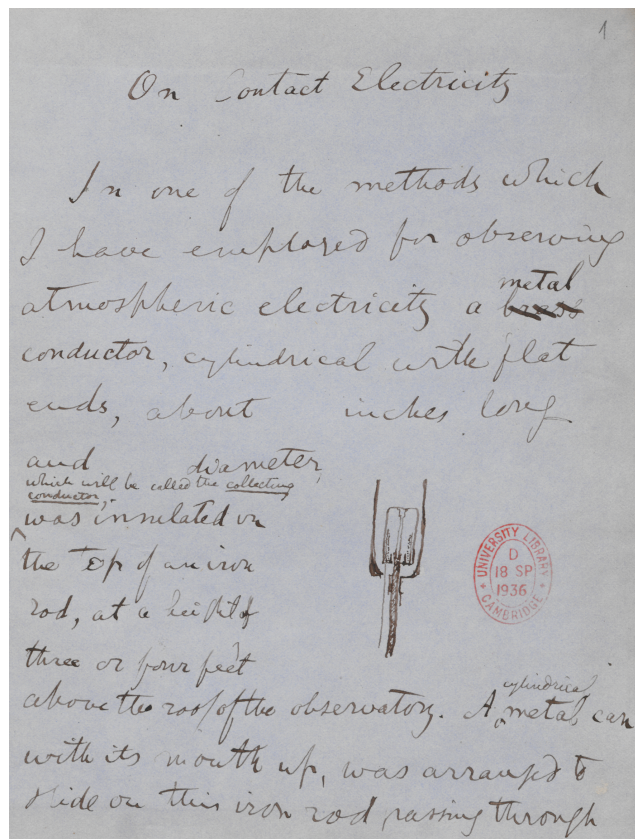 1
On Contact Electricity
In one of the methods which
I have employed for observing
metal
atmospheric electricity a brass
conductor, cylindrical with flat
ends, about inches long
and diameter,
which will be called the collecting
conductor,
was insulated on
the top of an iron
rod, at a height of
three or four feet
cylindrical
above the roof of the observatory. A metal can
with its mouth up, was arranged to
slide on this iron rod passing through
UNIVERSITY LIBRARY
D
18 SP
1936
CAMBRIDGE